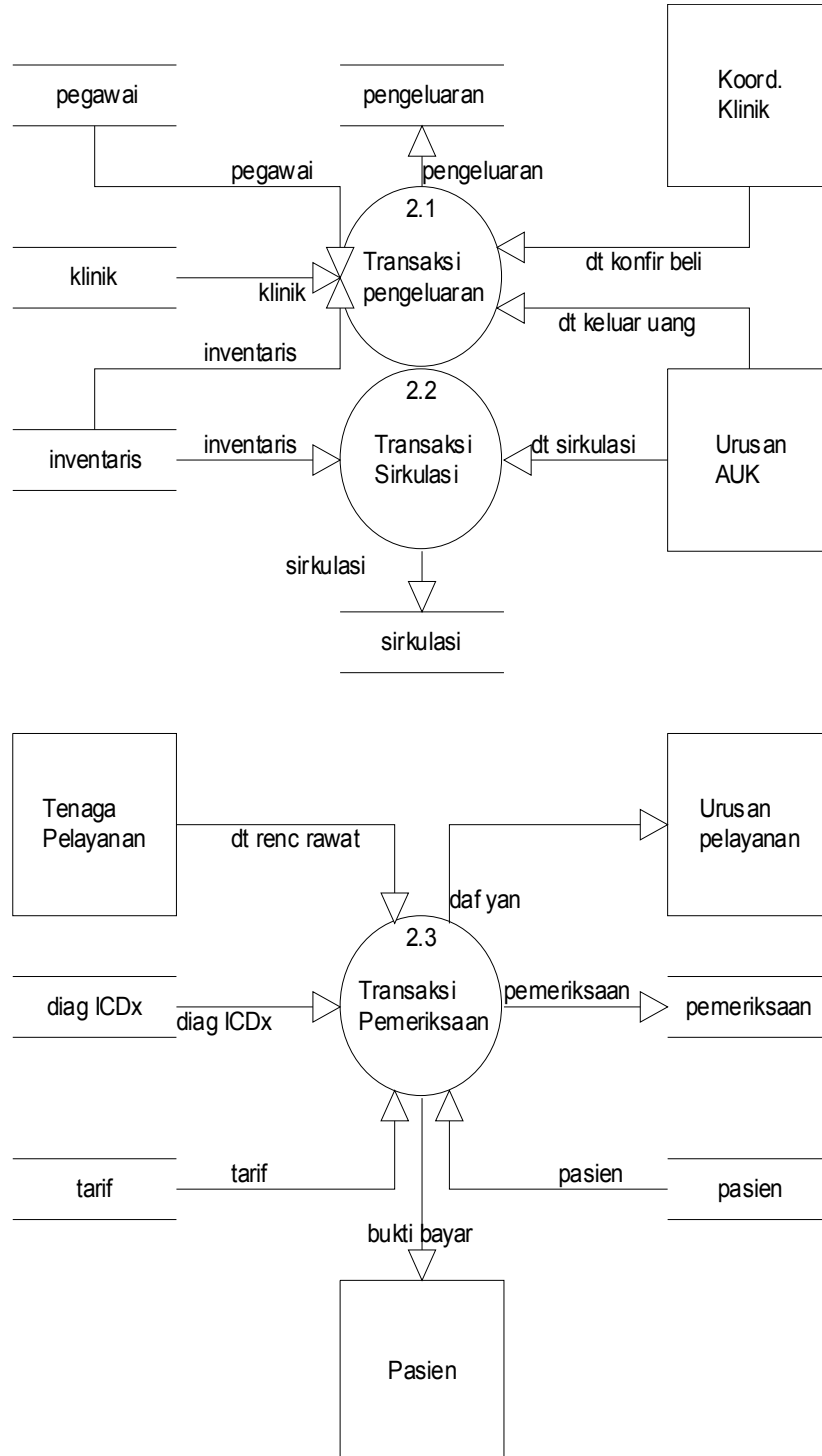 pegawai
pengeluaran
Koord.
Klinik
pegawai
pengeluaran
2.1
Transaksi
pengeluaran
klinik
klinik
dt konfir beli
dt keluar uang
inventaris
2.2
Transaksi
Sirkulasi
inventaris
inventaris
dt sirkulasi
Urusan
AUK
sirkulasi
sirkulasi
Tenaga
Pelayanan
dt renc rawat
Urusan
pelayanan
daf yan
2.3
Transaksi
Pemeriksaan
diag ICDx
diag ICDx
pemeriksaan
pemeriksaan
tarif
tarif
pasien
pasien
bukti bayar
Pasien